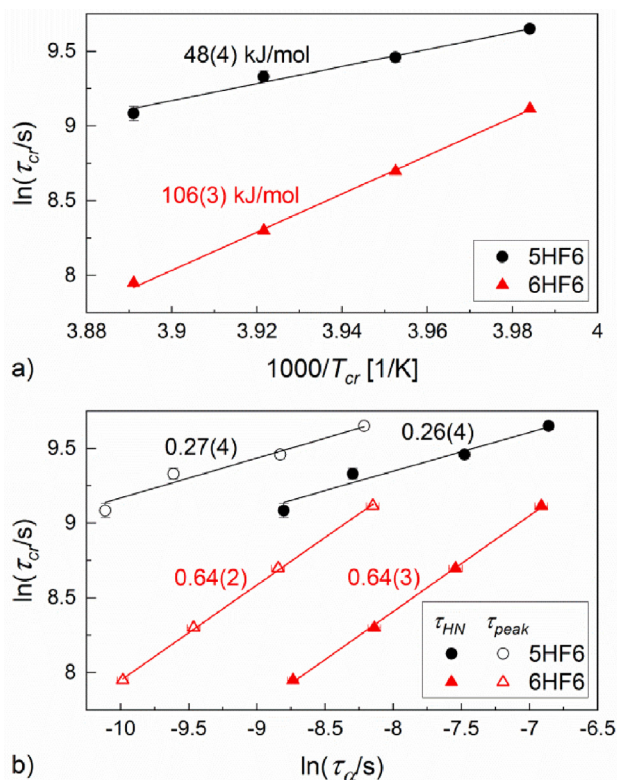 9.5
9
8.5
8
ln(τcr/s)
48(4) kJ/mol
106(3) kJ/mol
5HF6
6HF6
3.88 3.9 3.92 3.94 3.96 3.98 4
a) 1000/Tcr [1/K]
9.5
9
8.5
8
ln(τcr/s)
0.27(4) 0.26(4)
0.64(2) 0.64(3)
τHN τpeak
5HF6
6HF6
-10 -9.5 -9 -8.5 -8 -7.5 -7 -6.5
b) ln(τα/s)